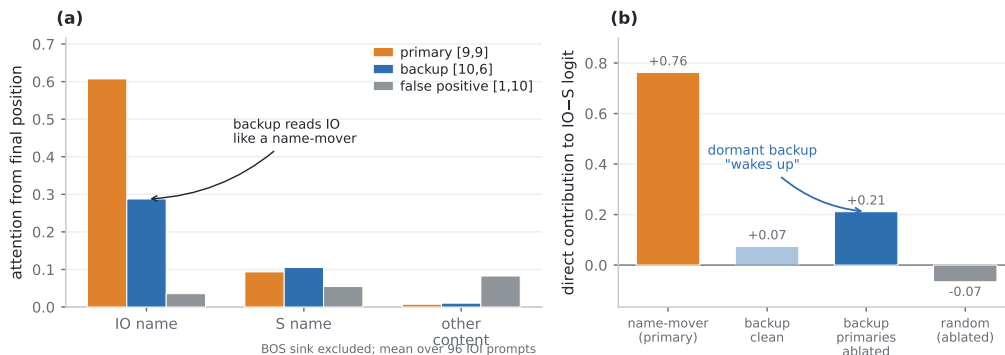 (a)
attention from final position
0.7
0.6
0.5
0.4
0.3
0.2
0.1
0.0
primary [9,9]
backup [10,6]
false positive [1,10]
backup reads IO
like a name-mover
IO name
S name
other
content
BOS sink excluded; mean over 96 IOI prompts
(b)
direct contribution to IO−S logit
0.8
0.6
0.4
0.2
0.0
+0.76
+0.07
+0.21
-0.07
dormant backup
"wakes up"
name-mover
(primary)
backup
clean
backup
primaries
ablated
random
(ablated)